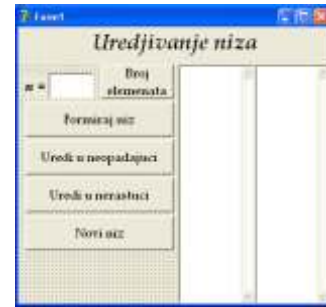 Form1
Uredjivanje niza
n =
Broj
elemenata
Formiraj niz
Uredi u neopadajuci
Uredi u nerastuci
Novi niz